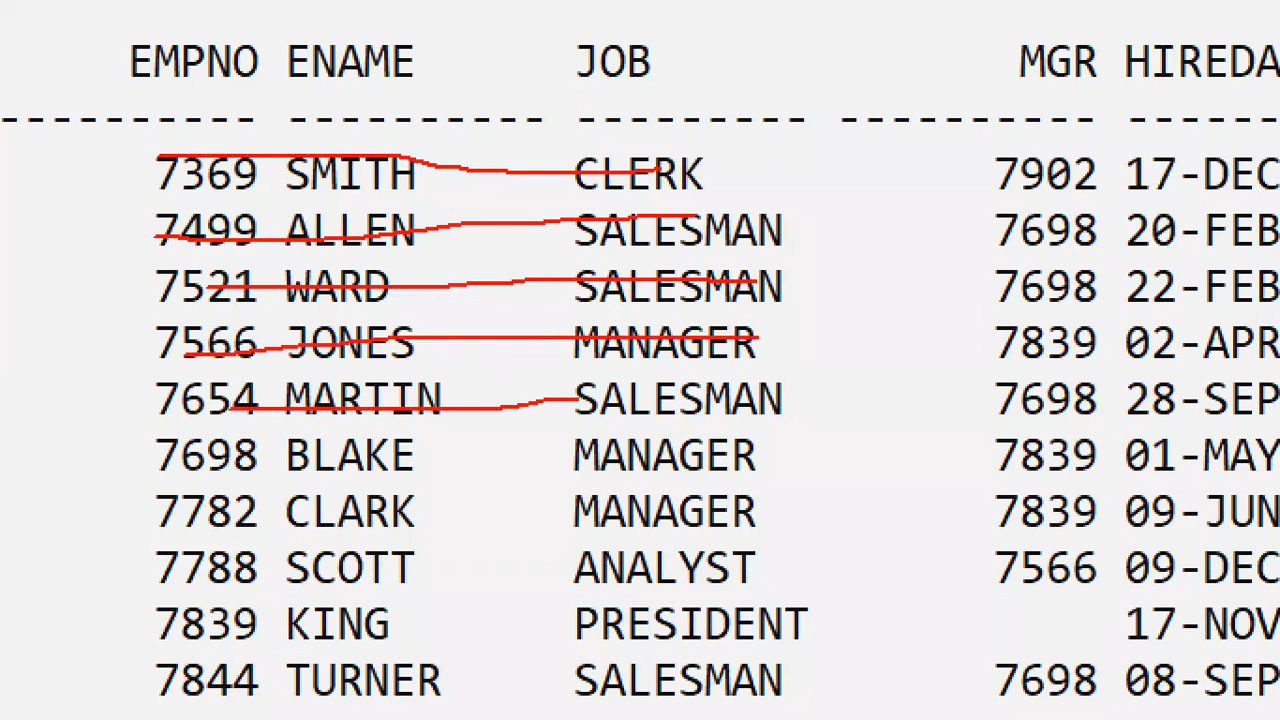 EMPNO ENAME JOB MGR HIREDA
---------- ---------- --------- ---------- ------
7369 SMITH CLERK 7902 17-DEC
7499 ALLEN SALESMAN 7698 20-FEB
7521 WARD SALESMAN 7698 22-FEB
7566 JONES MANAGER 7839 02-APR
7654 MARTIN SALESMAN 7698 28-SEP
7698 BLAKE MANAGER 7839 01-MAY
7782 CLARK MANAGER 7839 09-JUN
7788 SCOTT ANALYST 7566 09-DEC
7839 KING PRESIDENT 17-NOV
7844 TURNER SALESMAN 7698 08-SEP